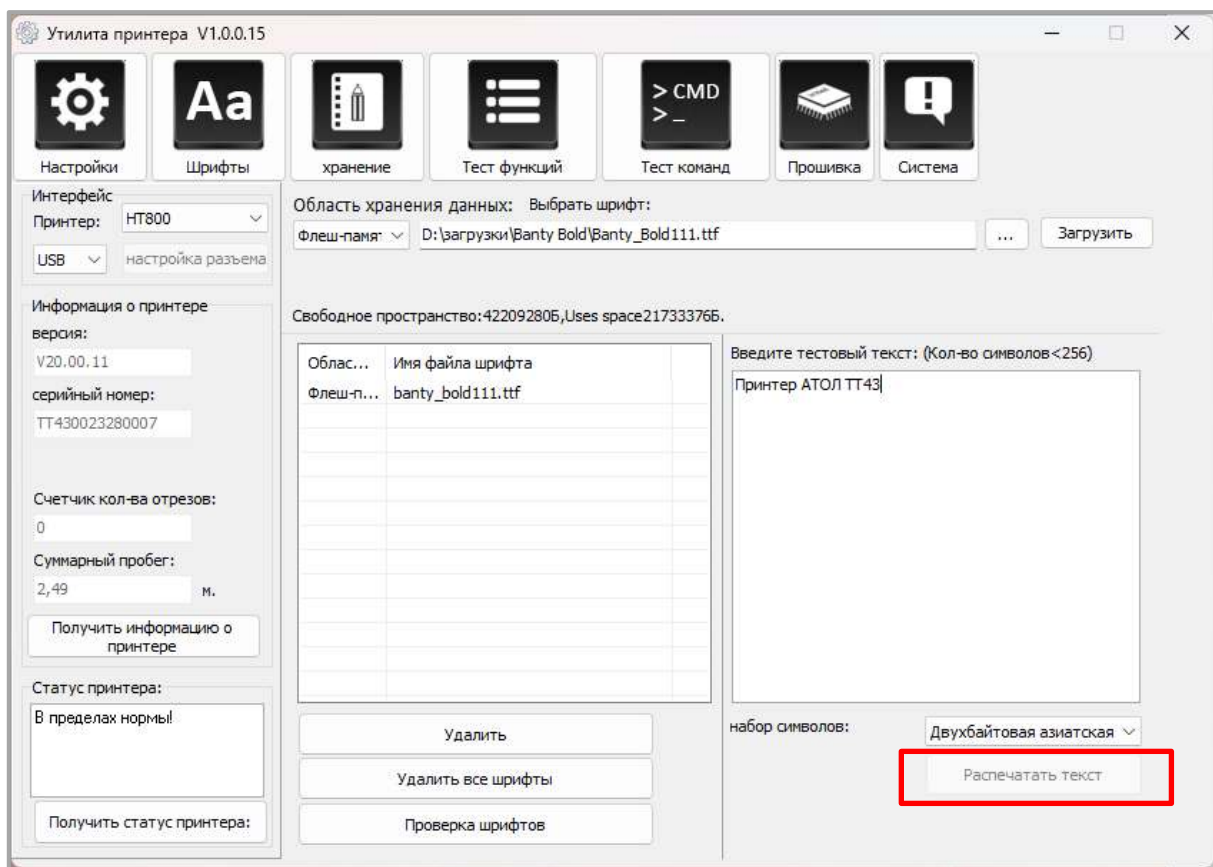 Утилита принтера V1.0.0.15
Aa
> CMD
> _
Настройки
Шрифты
хранение
Тест функций
Тест команд
Прошивка
Система
Интерфейс
Принтер:
HT800
USB
настройка разъема
Область хранения данных:
Выбрать шрифт:
Флеш-памят
D:\загрузки\Banty Bold\Banty_Bold111.ttf
...
Загрузить
Свободное пространство:4220928ОБ,Uses space2173337бБ.
Информация о принтере
версия:
V20.00.11
серийный номер:
TT430023280007
Счетчик кол-ва отрезов:
0
Суммарный пробег:
2,49 м.
Получить информацию о
принтере
Статус принтера:
В пределах нормы!
Получить статус принтера:
Облас...
Имя файла шрифта
Флеш-п...
banty_bold111.ttf
Удалить
Удалить все шрифты
Проверка шрифтов
Введите тестовый текст: (Кол-во символов<256)
Принтер АТОЛ ТТ43
набор символов:
Двухбайтовая азиатская
Распечатать текст